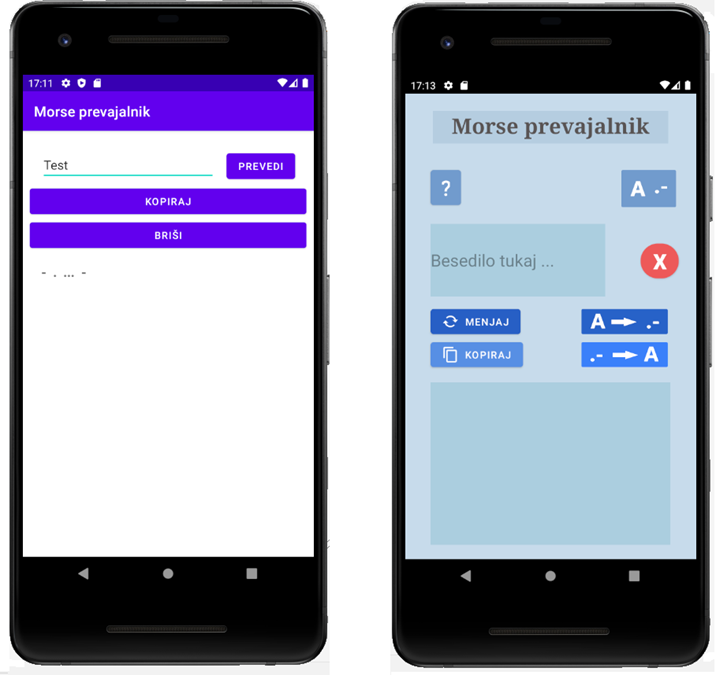 17:11
Morse prevajalnik
Test
PREVEDI
KOPIRAJ
BRIŠI
- . ... -
17:13
Morse prevajalnik
?
A .-
Besedilo tukaj ...
X
MENJAJ
A → .-
KOPIRAJ
.- → A